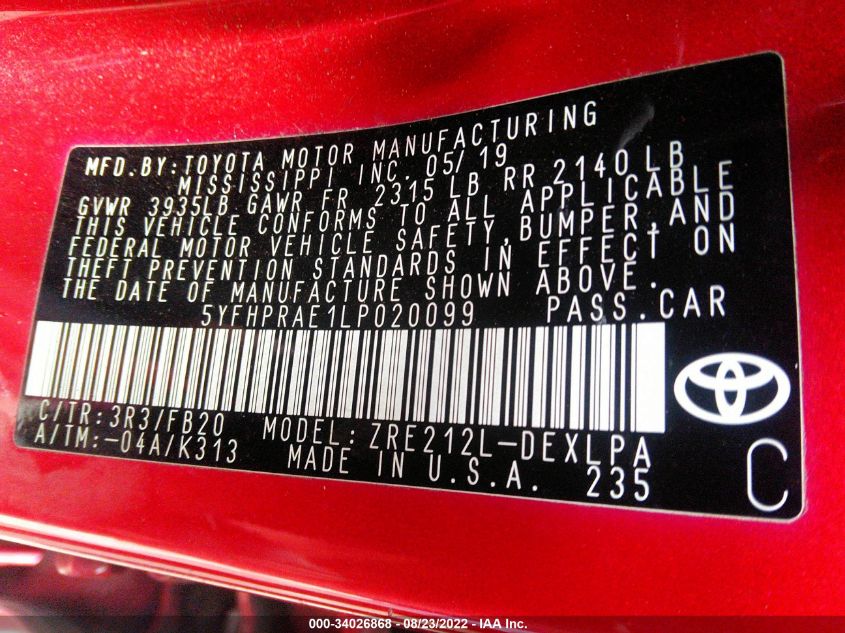 MFD.BY:TOYOTA MOTOR MANUFACTURING
MISSISSIPPI INC. 05/19
GVWR 3935LB GAWR FR 2315 LB RR 2140 LB
THIS VEHICLE CONFORMS TO ALL APPLICABLE
FEDERAL MOTOR VEHICLE SAFETY,BUMPER,AND
THEFT PREVENTION STANDARDS IN EFFECT ON
THE DATE OF MANUFACTURE SHOWN ABOVE.
5YFHPRAE1LP020099 PASS.CAR
C/TR:3R3/FB20 MODEL:ZRE212L-DEXLPA
A/TM:-04A/K313 MADE IN U.S.A. 235
C
000-34026868 - 08/23/2022 - IAA Inc.